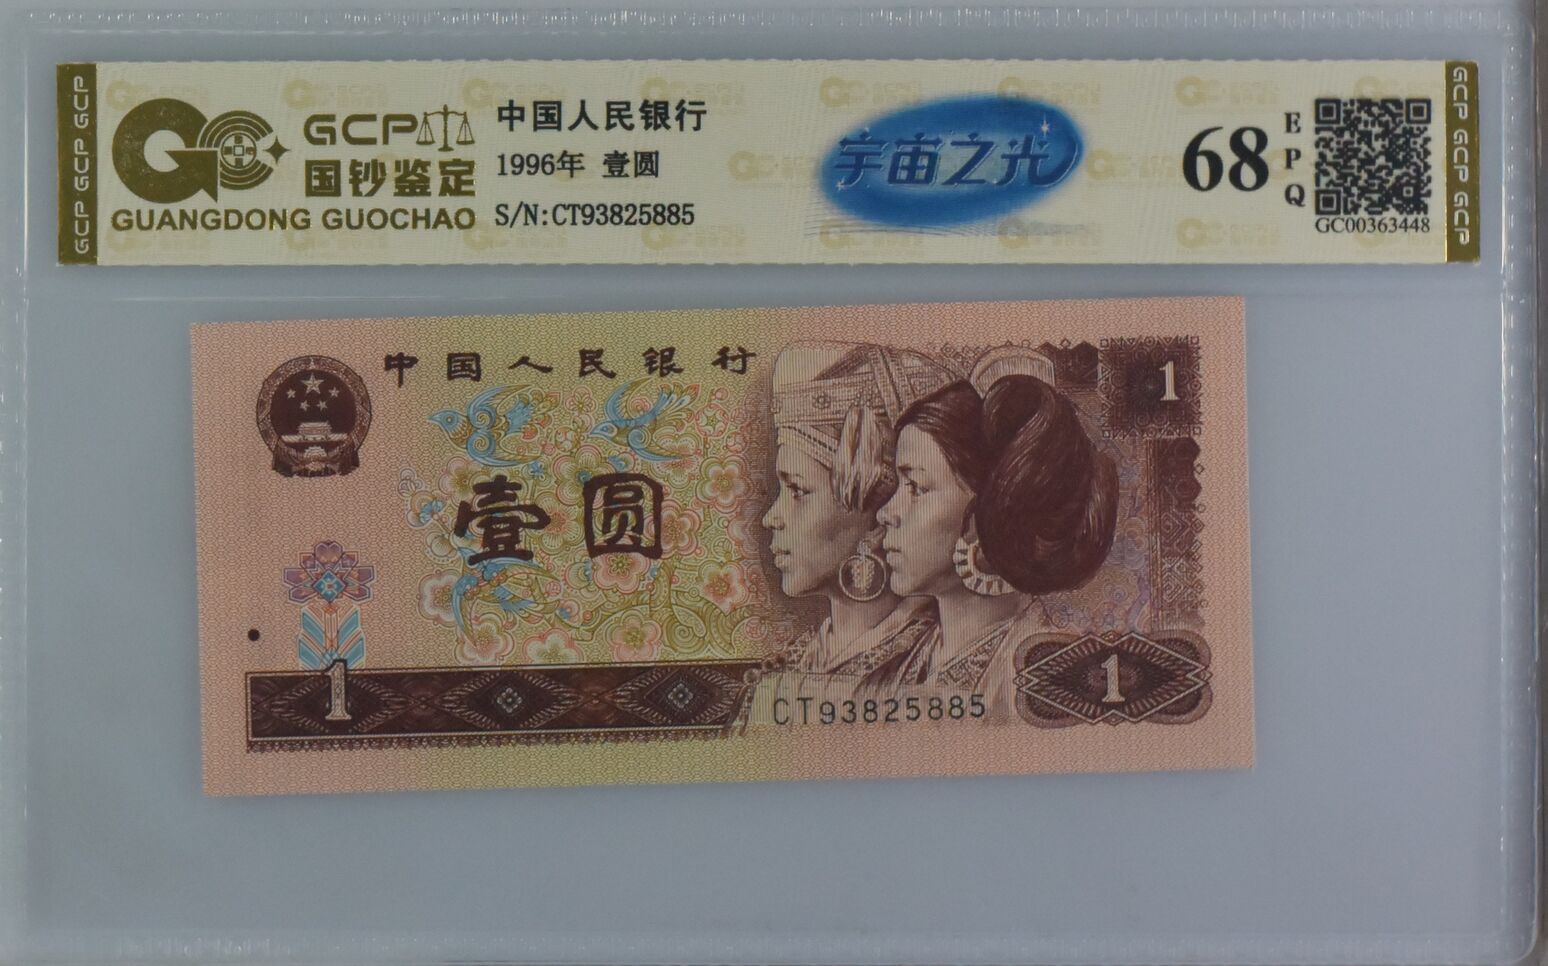 GCP GCP GCP
GCP
国钞鉴定
GUANGDONG GUOCHAO
中国人民银行
1996年 壹圆
S/N:CT93825885
宇宙之光
68
EPQ
GC00363448
GCP GCP GCP
中国人民银行
1
壹圆
1
CT93825885
1